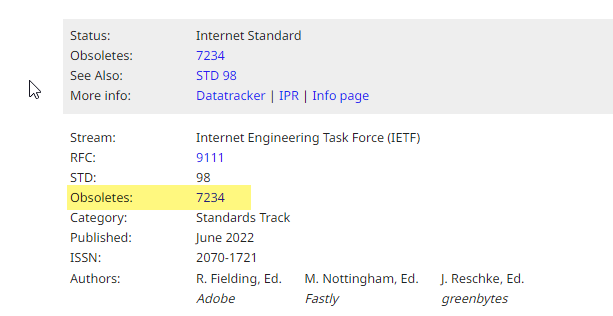 Status: Internet Standard
Obsoletes: 7234
See Also: STD 98
More info: Datatracker | IPR | Info page
Stream: Internet Engineering Task Force (IETF)
RFC: 9111
STD: 98
Obsoletes: 7234
Category: Standards Track
Published: June 2022
ISSN: 2070-1721
Authors: R. Fielding, Ed. M. Nottingham, Ed. J. Reschke, Ed.
Adobe Fastly greenbytes